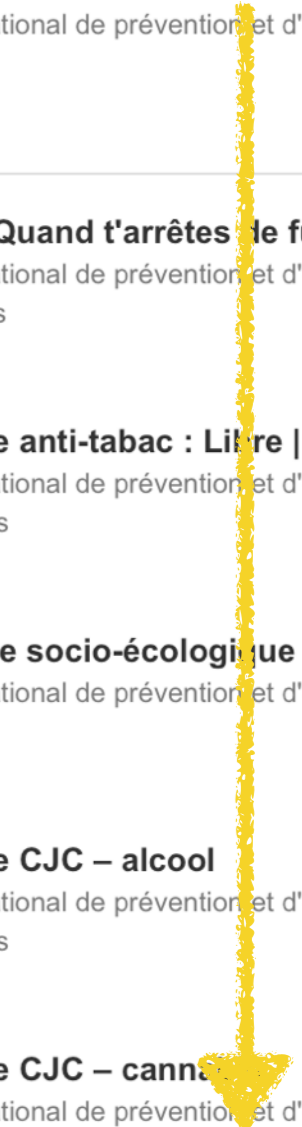 tional de prévention et d'
Quand t'arrêtes de f
tional de prévention et d'
s
e anti-tabac : Libre |
tional de prévention et d'
s
e socio-écologique
tional de prévention et d'
e CJC – alcool
tional de prévention et d'
s
e CJC –
tional de prévention et d'